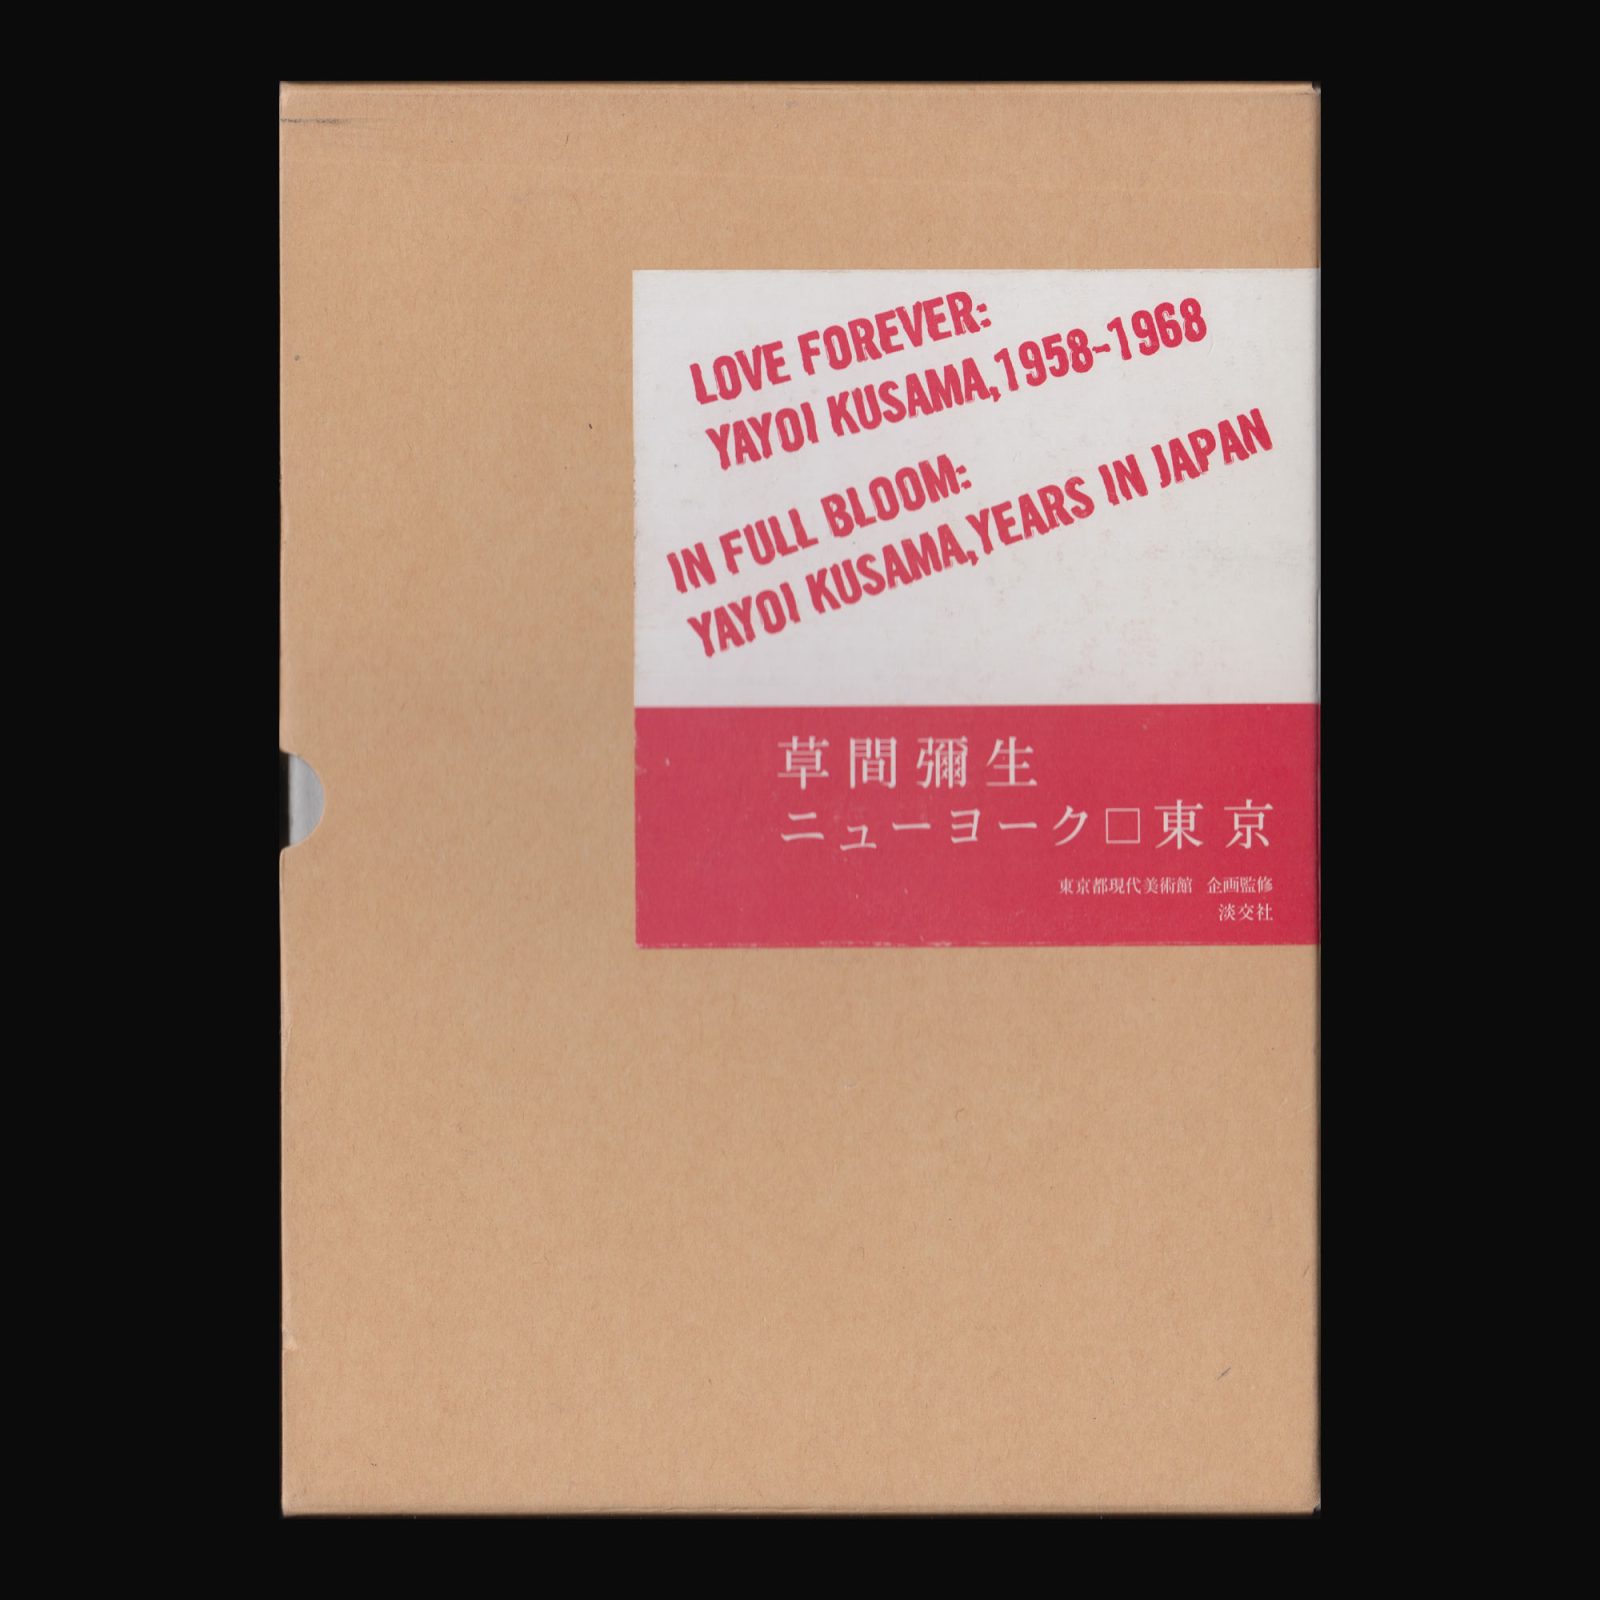 LOVE FOREVER:
YAYOI KUSAMA,1958-1968
IN FULL BLOOM:
YAYOI KUSAMA,YEARS IN JAPAN
草間彌生
ニューヨーク□東京
東京都現代美術館 企画監修
淡交社